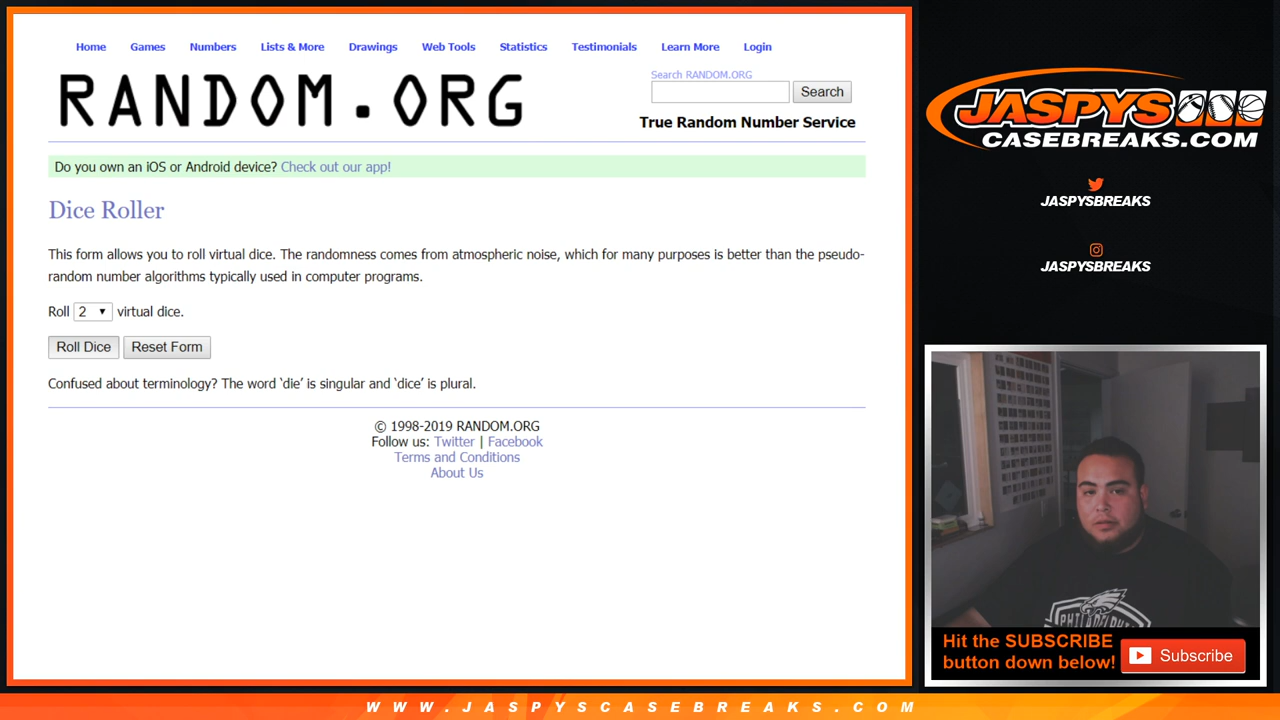 Home Games Numbers Lists & More Drawings Web Tools Statistics Testimonials Learn More Login
RANDOM.ORG
Search RANDOM.ORG
Search
True Random Number Service
Do you own an iOS or Android device? Check out our app!
Dice Roller
This form allows you to roll virtual dice. The randomness comes from atmospheric noise, which for many purposes is better than the pseudo-
random number algorithms typically used in computer programs.
Roll 2 virtual dice.
Roll Dice Reset Form
Confused about terminology? The word ‘die’ is singular and ‘dice’ is plural.
© 1998-2019 RANDOM.ORG
Follow us: Twitter | Facebook
Terms and Conditions
About Us
JASPYS
CASEBREAKS.COM
JASPYSBREAKS
JASPYSBREAKS
PHILADELPHIA
Hit the SUBSCRIBE
button down below!
Subscribe
WWW.JASPYSCASEBREAKS.COM